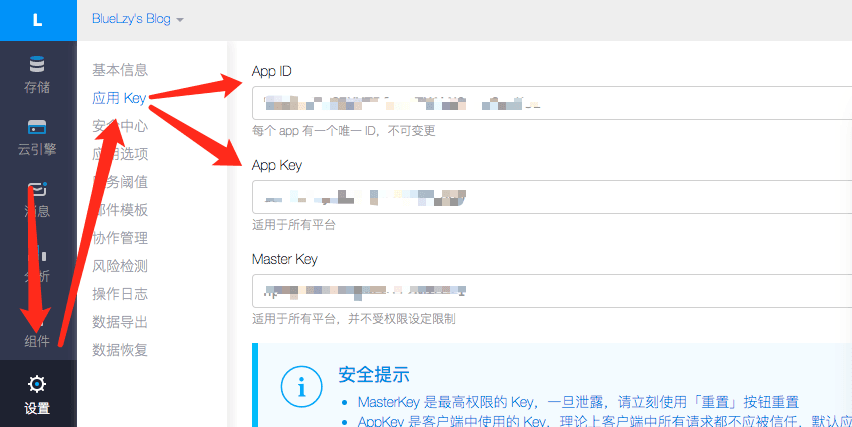 L
BlueLzy's Blog
存储
云引擎
消息
分析
组件
设置
基本信息
应用 Key
安全中心
应用选项
服务阈值
邮件模板
协作管理
风险检测
操作日志
数据导出
数据恢复
App ID
每个 app 有一个唯一 ID，不可变更
App Key
适用于所有平台
Master Key
适用于所有平台，并不受权限设定限制
安全提示
MasterKey 是最高权限的 Key，一旦泄露，请立刻使用「重置」按钮重置
AppKey 是客户端中使用的 Key，理论上客户端中所有请求都不应被信任，默认应